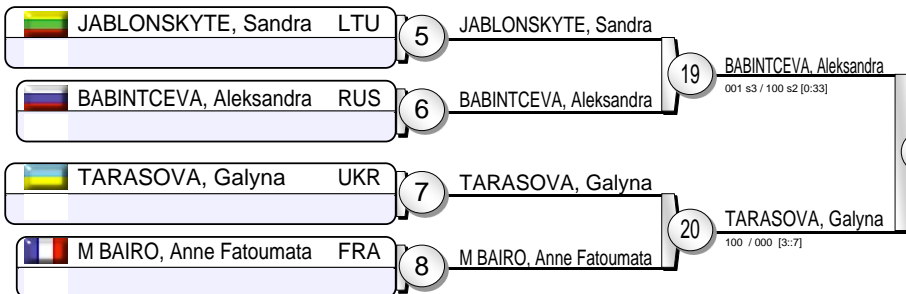 JABLONSKYTE, Sandra LTU
5
JABLONSKYTE, Sandra
19
BABINTCEVA, Aleksandra
001 s3 / 100 s2 [0:33]
BABINTCEVA, Aleksandra RUS
6
BABINTCEVA, Aleksandra
TARASOVA, Galyna UKR
7
TARASOVA, Galyna
20
TARASOVA, Galyna
100 / 000 [3::7]
M BAIRO, Anne Fatoumata FRA
8
M BAIRO, Anne Fatoumata